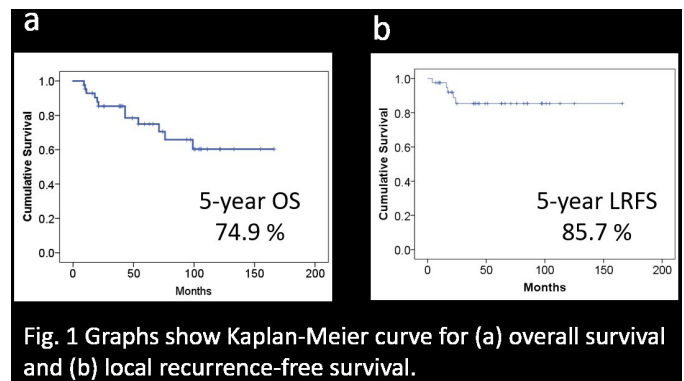 a
1.0
0.8
0.6
0.4
0.2
0.0
Cumulative Survival
5-year OS
74.9 %
0
50
100
150
200
Months
b
1.0
0.8
0.6
0.4
0.2
0.0
Cumulative Survival
5-year LRFS
85.7 %
0
50
100
150
200
Months
Fig. 1 Graphs show Kaplan-Meier curve for (a) overall survival
and (b) local recurrence-free survival.